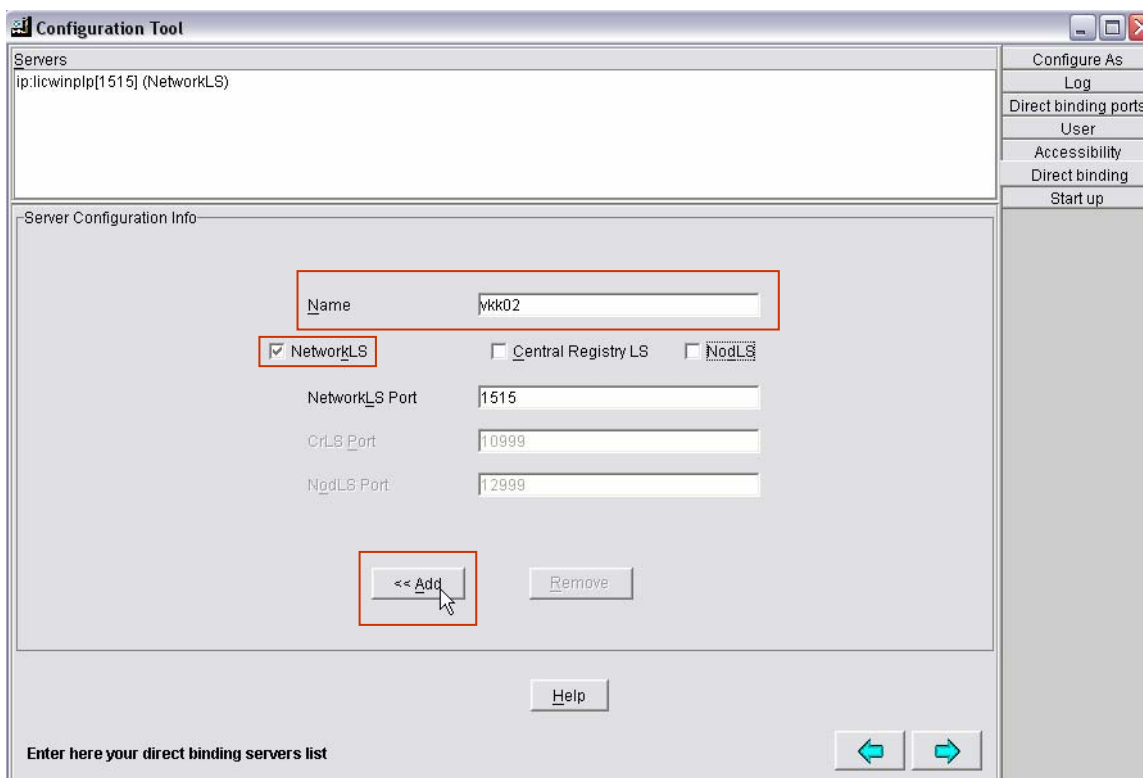 Configuration Tool
Servers
ip:licwinplp[1515] (NetworkLS)
Configure As
Log
Direct binding ports
User
Accessibility
Direct binding
Start up
Server Configuration Info
Name vkk02
NetworkLS Central Registry LS NodLS
NetworkLS Port 1515
CrLS Port 10999
NodLS Port 12999
<< Add Remove
Help
Enter here your direct binding servers list